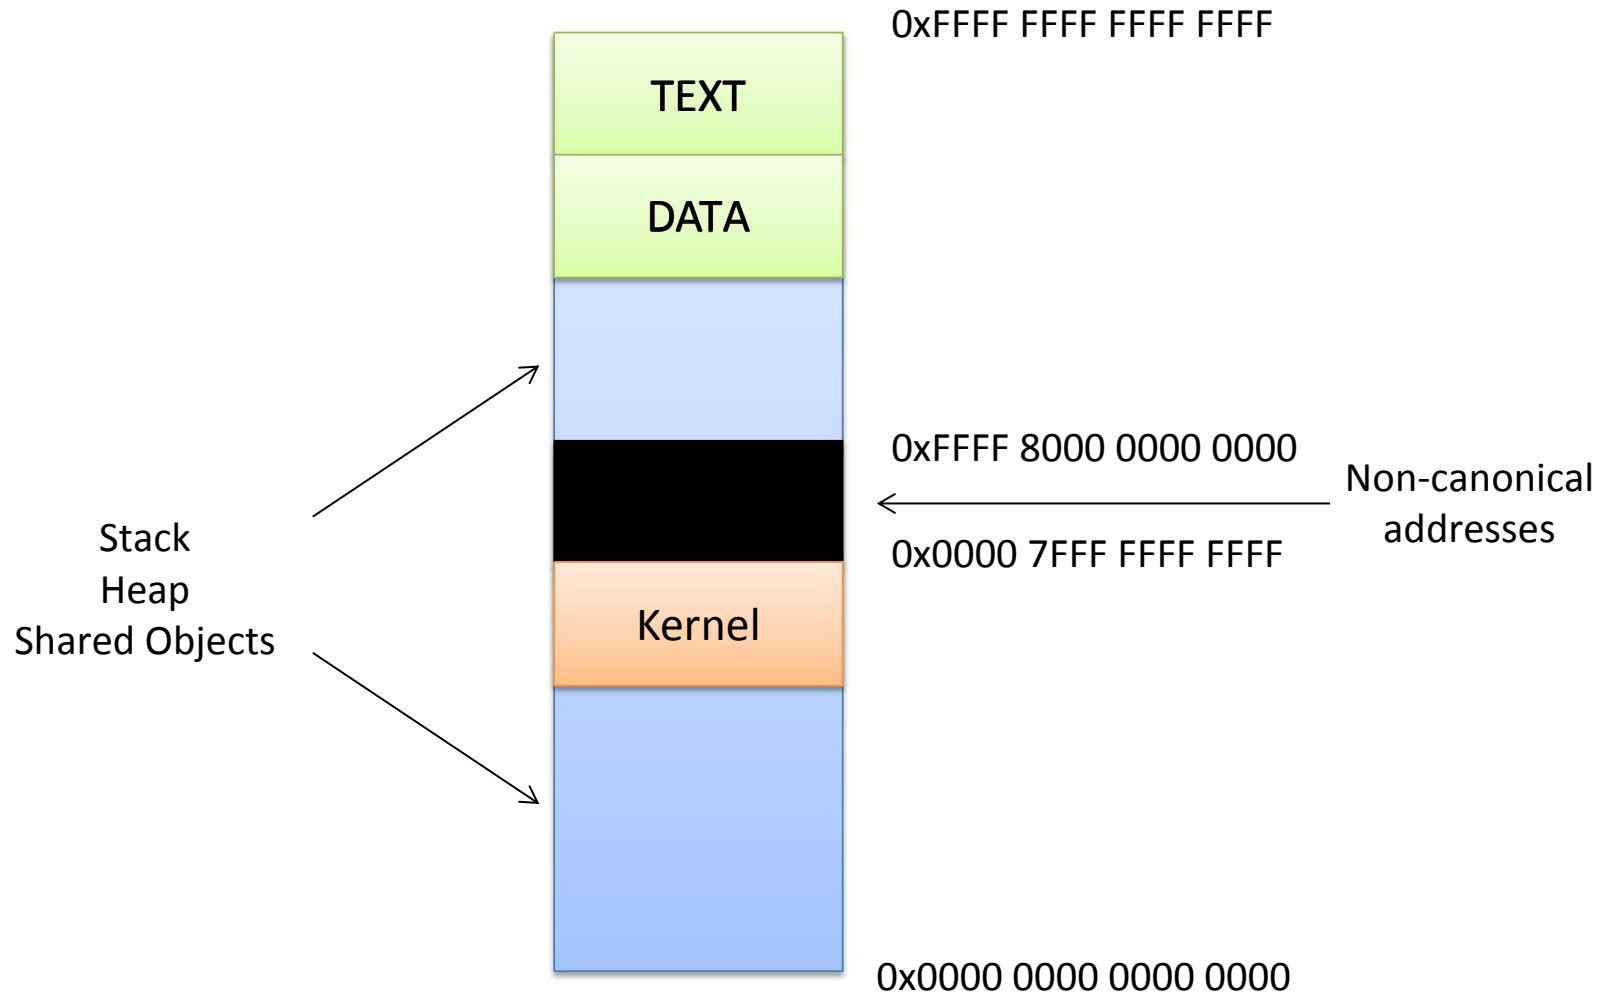 0xFFFF FFFF FFFF FFFF
TEXT
DATA
0xFFFF 8000 0000 0000
Non-canonical
addresses
0x0000 7FFF FFFF FFFF
Stack
Heap
Shared Objects
Kernel
0x0000 0000 0000 0000